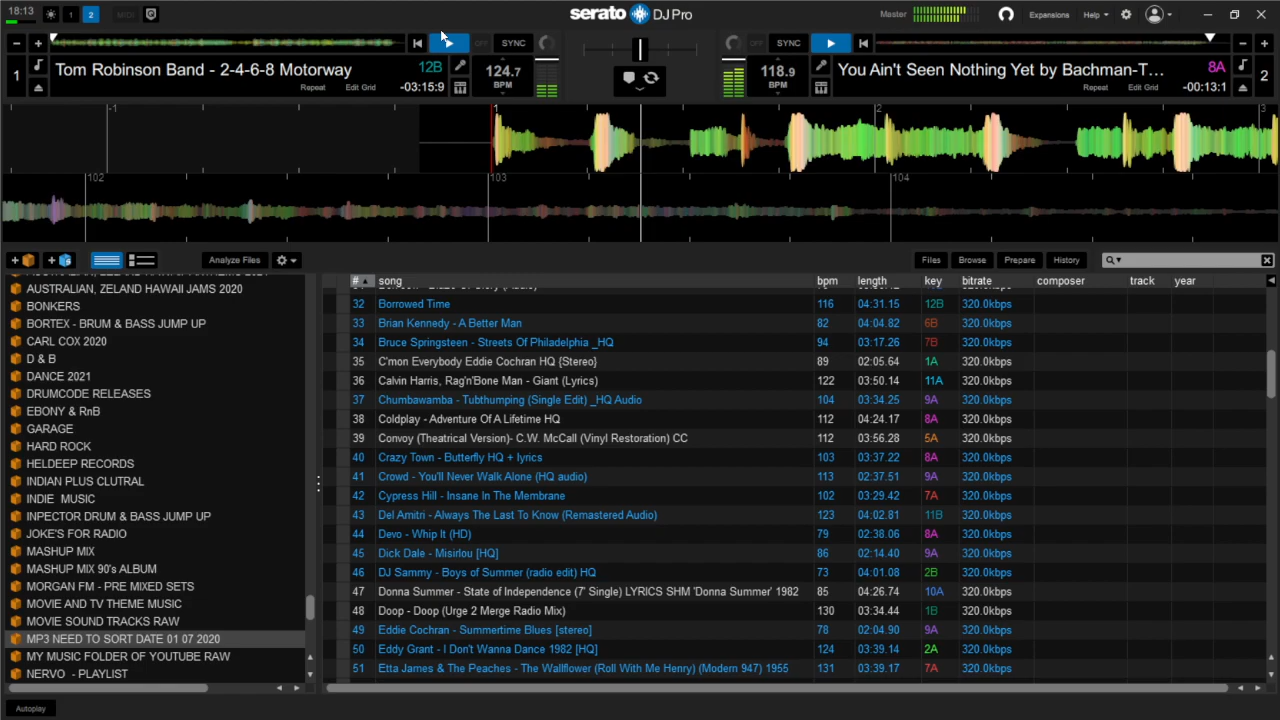 18:13
1
2
MIDI
serato DJ Pro
Master
Expansions
Help
SYNC
SYNC
1
Tom Robinson Band - 2-4-6-8 Motorway
12B
Repeat
Edit Grid
-03:15:9
124.7
BPM
118.9
BPM
You Ain't Seen Nothing Yet by Bachman-T...
8A
Repeat
Edit Grid
-00:13:1
2
-1
1
2
3
102
103
104
Analyze Files
Files
Browse
Prepare
History
AUSTRALIAN, ZELAND HAWAII JAMS 2020
BONKERS
BORTEX - BRUM & BASS JUMP UP
CARL COX 2020
D & B
DANCE 2021
DRUMCODE RELEASES
EBONY & RnB
GARAGE
HARD ROCK
HELDEEP RECORDS
INDIAN PLUS CLUTRAL
INDIE  MUSIC
INPECTOR DRUM & BASS JUMP UP
JOKE'S FOR RADIO
MASHUP MIX
MASHUP MIX 90's ALBUM
MORGAN FM - PRE MIXED SETS
MOVIE AND TV THEME MUSIC
MOVIE SOUND TRACKS RAW
MP3 NEED TO SORT DATE 01 07 2020
MY MUSIC FOLDER OF YOUTUBE RAW
NERVO  - PLAYLIST
# song bpm length key bitrate composer track year
32 Borrowed Time 116 04:31.15 12B 320.0kbps
33 Brian Kennedy - A Better Man 82 04:04.82 6B 320.0kbps
34 Bruce Springsteen - Streets Of Philadelphia _HQ 94 03:17.26 7B 320.0kbps
35 C'mon Everybody Eddie Cochran HQ {Stereo} 89 02:05.64 1A 320.0kbps
36 Calvin Harris, Rag'n'Bone Man - Giant (Lyrics) 122 03:50.14 11A 320.0kbps
37 Chumbawamba - Tubthumping (Single Edit) _HQ Audio 104 03:34.25 9A 320.0kbps
38 Coldplay - Adventure Of A Lifetime HQ 112 04:24.17 8A 320.0kbps
39 Convoy (Theatrical Version)- C.W. McCall (Vinyl Restoration) CC 112 03:56.28 5A 320.0kbps
40 Crazy Town - Butterfly HQ + lyrics 103 03:37.22 8A 320.0kbps
41 Crowd - You'll Never Walk Alone (HQ audio) 113 02:37.51 9A 320.0kbps
42 Cypress Hill - Insane In The Membrane 102 03:29.42 7A 320.0kbps
43 Del Amitri - Always The Last To Know (Remastered Audio) 123 04:02.81 11B 320.0kbps
44 Devo - Whip It (HD) 79 02:38.06 8A 320.0kbps
45 Dick Dale - Misirlou [HQ] 86 02:14.40 9A 320.0kbps
46 DJ Sammy - Boys of Summer (radio edit) HQ 73 04:01.08 2B 320.0kbps
47 Donna Summer - State of Independence (7' Single) LYRICS SHM 'Donna Summer' 1982 85 04:26.74 10A 320.0kbps
48 Doop - Doop (Urge 2 Merge Radio Mix) 130 03:34.44 1B 320.0kbps
49 Eddie Cochran - Summertime Blues [stereo] 78 02:04.90 9A 320.0kbps
50 Eddy Grant - I Don't Wanna Dance 1982 [HQ] 124 03:39.14 2A 320.0kbps
51 Etta James & The Peaches - The Wallflower (Roll With Me Henry) (Modern 947) 1955 131 03:39.17 7A 320.0kbps
Autoplay